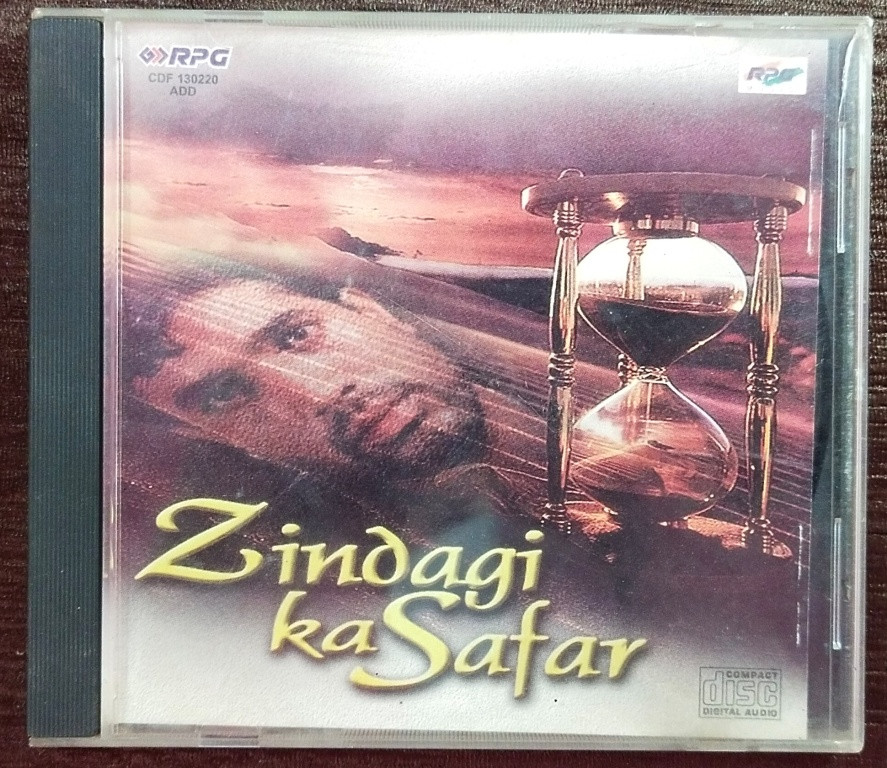 RPG
CDF 130220
ADD
RPG
Zindagi
ka Safar
COMPACT
disc
DIGITAL AUDIO